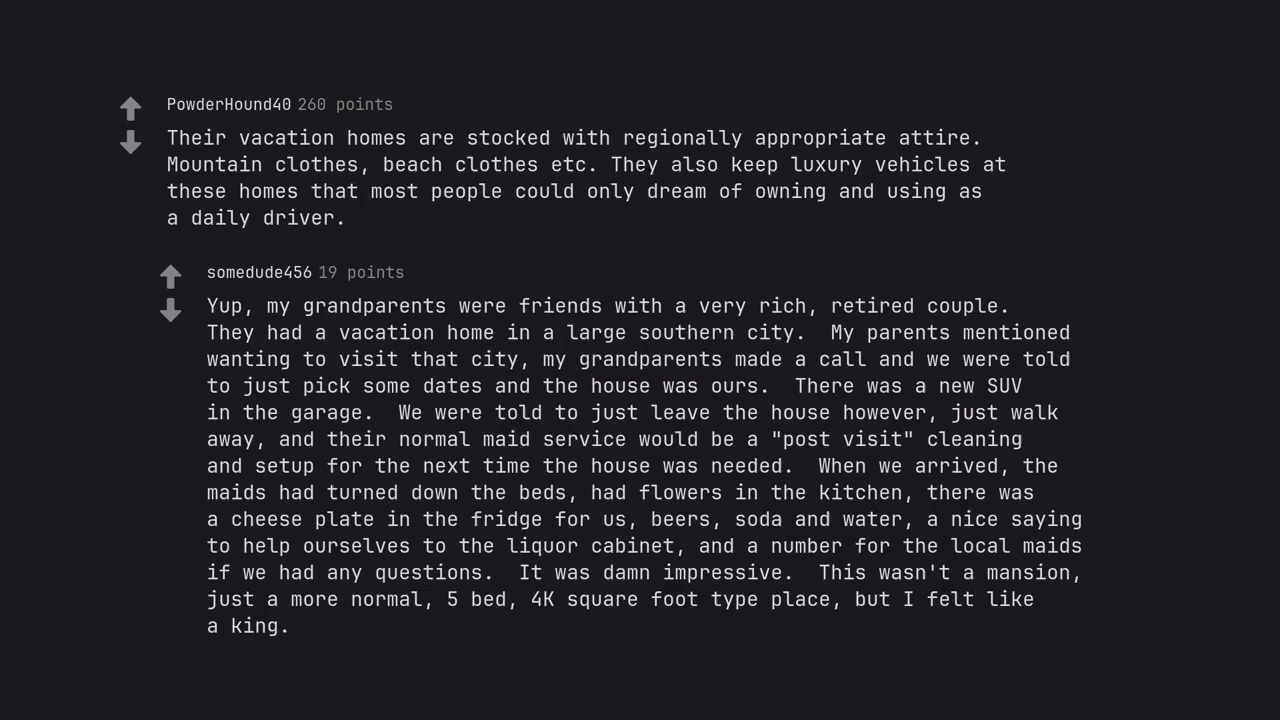 PowderHound40 260 points
Their vacation homes are stocked with regionally appropriate attire.
Mountain clothes, beach clothes etc. They also keep luxury vehicles at
these homes that most people could only dream of owning and using as
a daily driver.
somedude456 19 points
Yup, my grandparents were friends with a very rich, retired couple.
They had a vacation home in a large southern city.  My parents mentioned
wanting to visit that city, my grandparents made a call and we were told
to just pick some dates and the house was ours.  There was a new SUV
in the garage.  We were told to just leave the house however, just walk
away, and their normal maid service would be a "post visit" cleaning
and setup for the next time the house was needed.  When we arrived, the
maids had turned down the beds, had flowers in the kitchen, there was
a cheese plate in the fridge for us, beers, soda and water, a nice saying
to help ourselves to the liquor cabinet, and a number for the local maids
if we had any questions.  It was damn impressive.  This wasn't a mansion,
just a more normal, 5 bed, 4K square foot type place, but I felt like
a king.